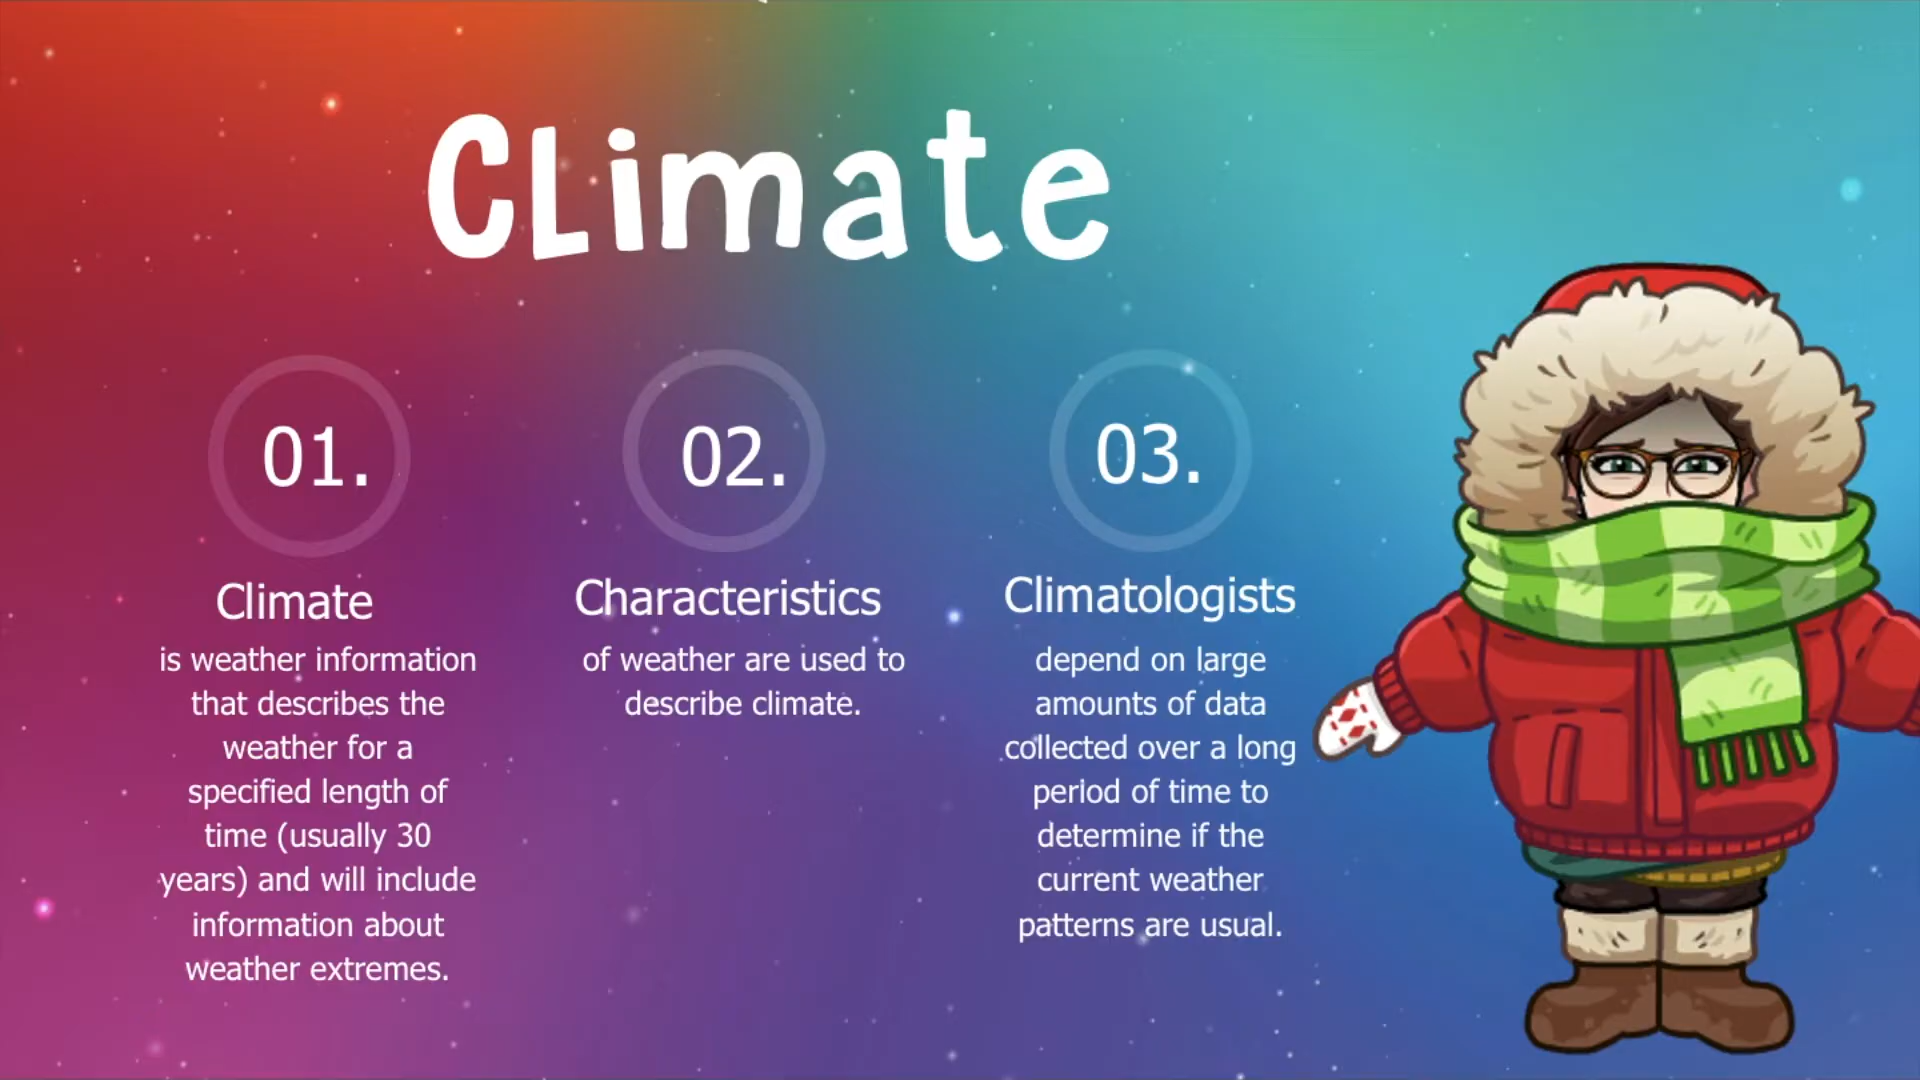 CLimate
01.
Climate
is weather information
that describes the
weather for a
specified length of
time (usually 30
years) and will include
information about
weather extremes.
02.
Characteristics
of weather are used to
describe climate.
03.
Climatologists
depend on large
amounts of data
collected over a long
period of time to
determine if the
current weather
patterns are usual.